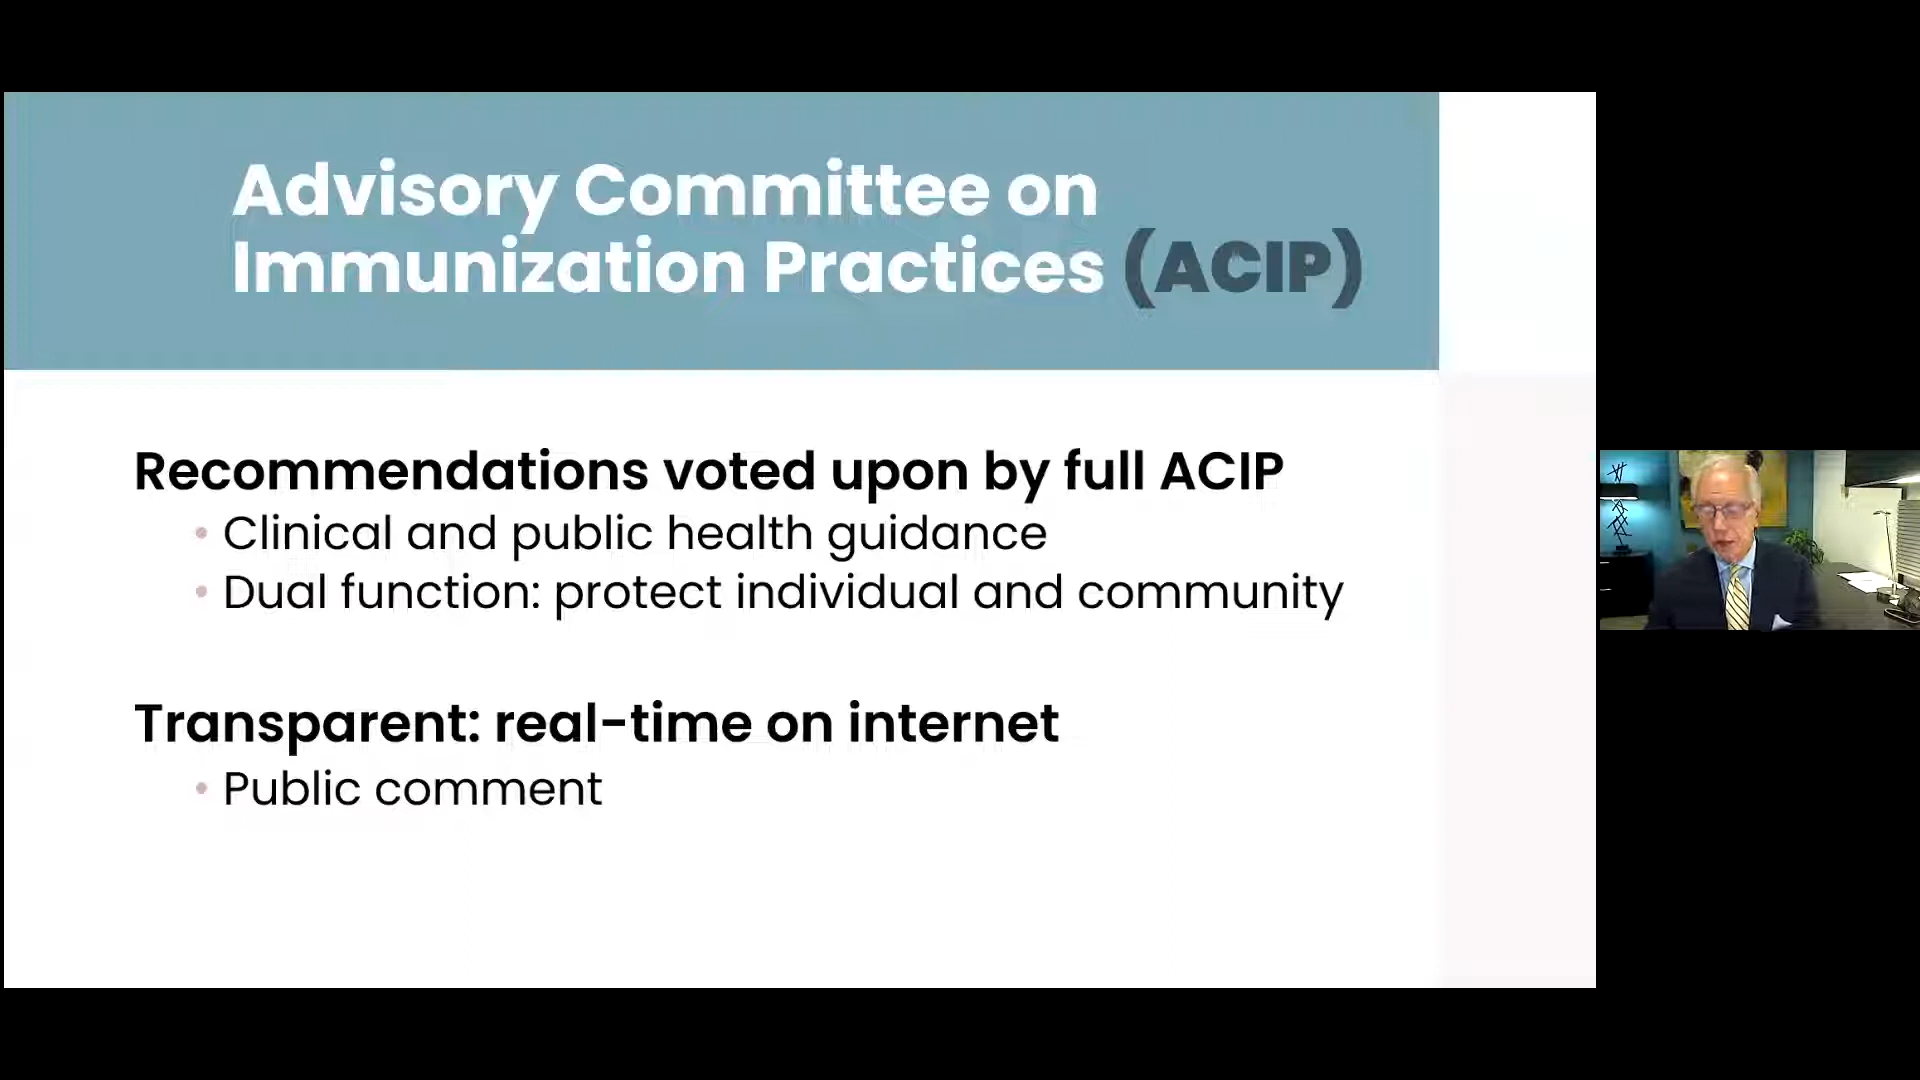 Advisory Committee on
Immunization Practices (ACIP)
Recommendations voted upon by full ACIP
• Clinical and public health guidance
• Dual function: protect individual and community
Transparent: real-time on internet
• Public comment